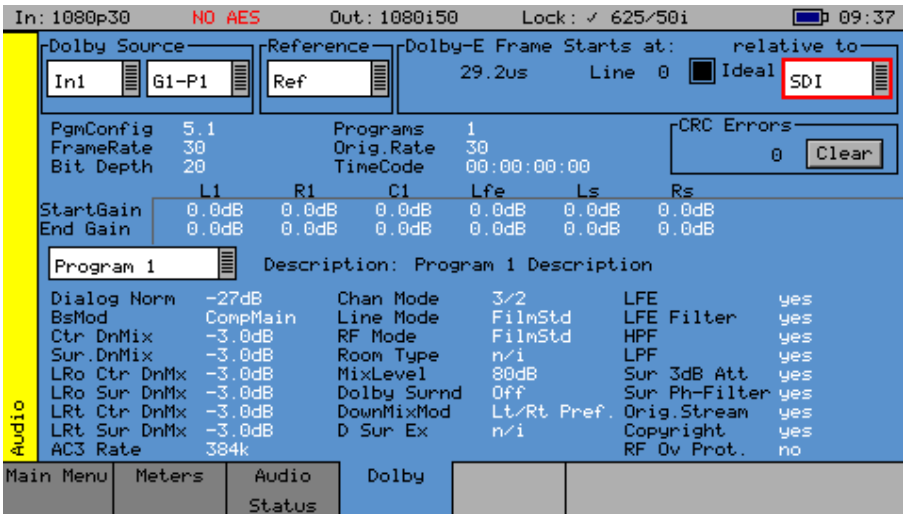 In: 1080p30 NO AES Out: 1080i50 Lock: ✓ 625/50i 09:37
Dolby Source Reference Dolby-E Frame Starts at: relative to
In1 G1-P1 Ref 29.2us Line 0 Ideal SDI
PgmConfig 5.1 Programs 1 CRC Errors
FrameRate 30 Orig.Rate 30 0 Clear
Bit Depth 20 TimeCode 00:00:00:00
L1 R1 C1 Lfe Ls Rs
StartGain 0.0dB 0.0dB 0.0dB 0.0dB 0.0dB 0.0dB
End Gain 0.0dB 0.0dB 0.0dB 0.0dB 0.0dB 0.0dB
Program 1 Description: Program 1 Description
Dialog Norm -27dB Chan Mode 3/2 LFE yes
BsMod CompMain Line Mode FilmStd LFE Filter yes
Ctr DnMix -3.0dB RF Mode FilmStd HPF yes
Sur.DnMix -3.0dB Room Type n/i LPF yes
LRo Ctr DnMx -3.0dB MixLevel 80dB Sur 3dB Att yes
LRo Sur DnMx -3.0dB Dolby Surnd Off Sur Ph-Filter yes
LRt Ctr DnMx -3.0dB DownMixMod Lt/Rt Pref. Orig.Stream yes
LRt Sur DnMx -3.0dB D Sur Ex n/i Copyright yes
AC3 Rate 384k RF Ov Prot. no
Audio
Main Menu Meters Audio Status Dolby